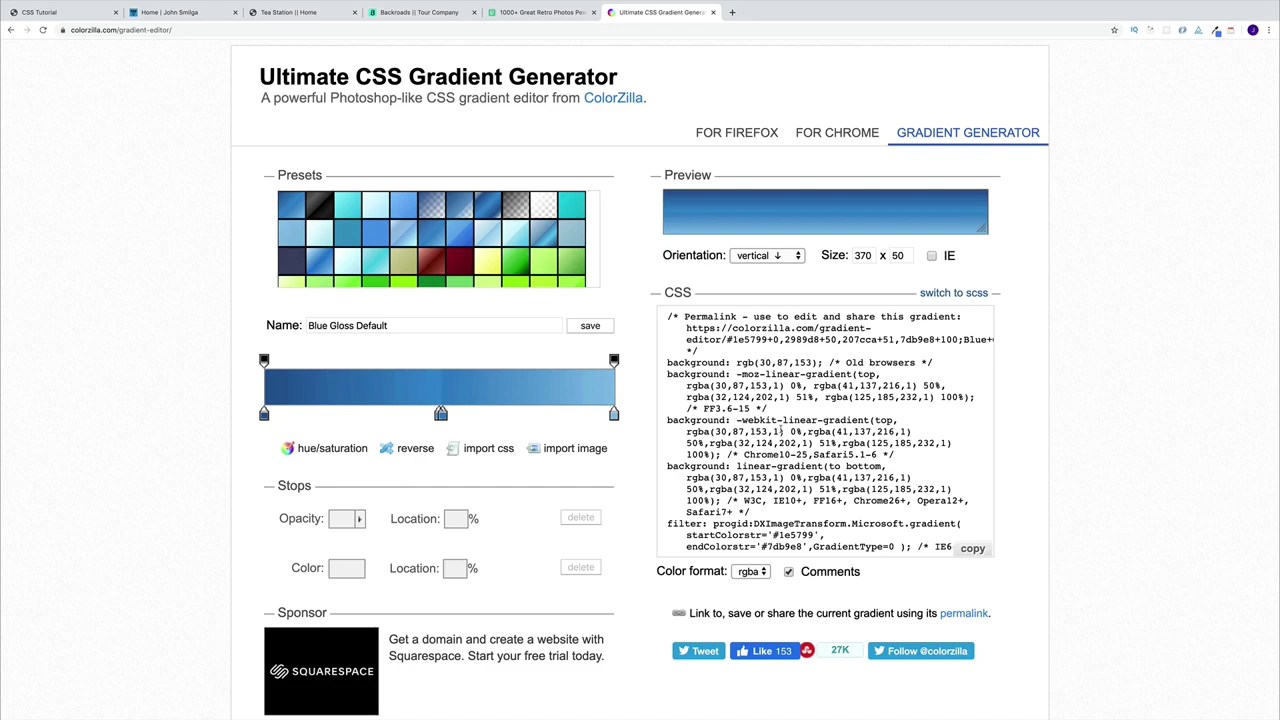 CSS Tutorial
Home | John Smilga
Tea Station || Home
Backroads || Tour Company
1000+ Great Retro Photos Pex
Ultimate CSS Gradient Generator
colorzilla.com/gradient-editor/
Ultimate CSS Gradient Generator
A powerful Photoshop-like CSS gradient editor from ColorZilla.
FOR FIREFOX FOR CHROME GRADIENT GENERATOR
Presets
Name: Blue Gloss Default save
hue/saturation reverse import css import image
Stops
Opacity: Location: % delete
Color: Location: % delete
Sponsor
SQUARESPACE
Get a domain and create a website with
Squarespace. Start your free trial today.
Preview
Orientation: vertical ↓ Size: 370 x 50 IE
CSS switch to scss
/* Permalink - use to edit and share this gradient:
https://colorzilla.com/gradient-
editor/#1e5799+0,2989d8+50,207cca+51,7db9e8+100;Blue+
*/
background: rgb(30,87,153); /* Old browsers */
background: -moz-linear-gradient(top,
rgba(30,87,153,1) 0%, rgba(41,137,216,1) 50%,
rgba(32,124,202,1) 51%, rgba(125,185,232,1) 100%);
/* FF3.6-15 */
background: -webkit-linear-gradient(top,
rgba(30,87,153,1) 0%,rgba(41,137,216,1)
50%,rgba(32,124,202,1) 51%,rgba(125,185,232,1)
100%); /* Chrome10-25,Safari5.1-6 */
background: linear-gradient(to bottom,
rgba(30,87,153,1) 0%,rgba(41,137,216,1)
50%,rgba(32,124,202,1) 51%,rgba(125,185,232,1)
100%); /* W3C, IE10+, FF16+, Chrome26+, Opera12+,
Safari7+ */
filter: progid:DXImageTransform.Microsoft.gradient(
startColorstr='#1e5799',
endColorstr='#7db9e8',GradientType=0 ); /* IE6
copy
Color format: rgba Comments
Link to, save or share the current gradient using its permalink.
Tweet Like 153 27K Follow @colorzilla